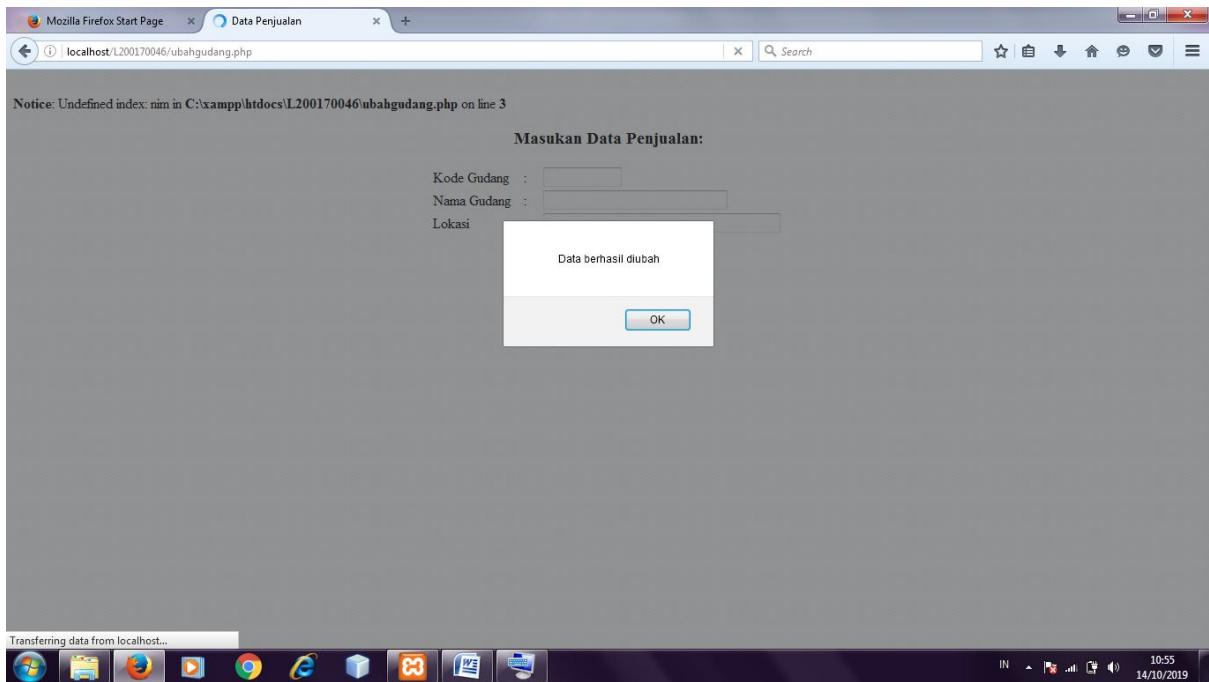 Mozilla Firefox Start Page
Data Penjualan
localhost/L200170046/ubahgudang.php
Search
Notice: Undefined index: nim in C:\xampp\htdocs\L200170046\ubahgudang.php on line 3
Masukan Data Penjualan:
Kode Gudang :
Nama Gudang :
Lokasi
Data berhasil diubah
OK
Transferring data from localhost...
IN
10:55
14/10/2019